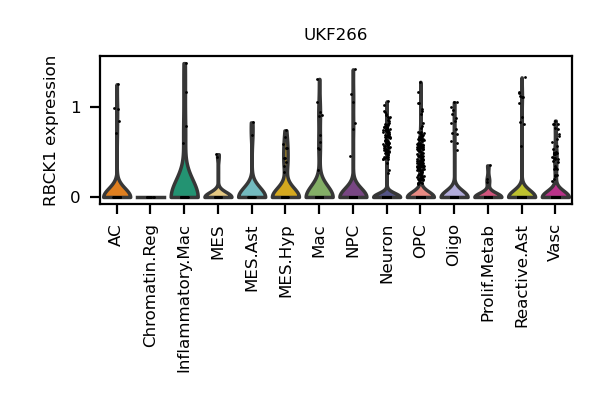 UKF266
RBCK1 expression
1
0
AC
Chromatin.Reg
Inflammatory.Mac
MES
MES.Ast
MES.Hyp
Mac
NPC
Neuron
OPC
Oligo
Prolif.Metab
Reactive.Ast
Vasc